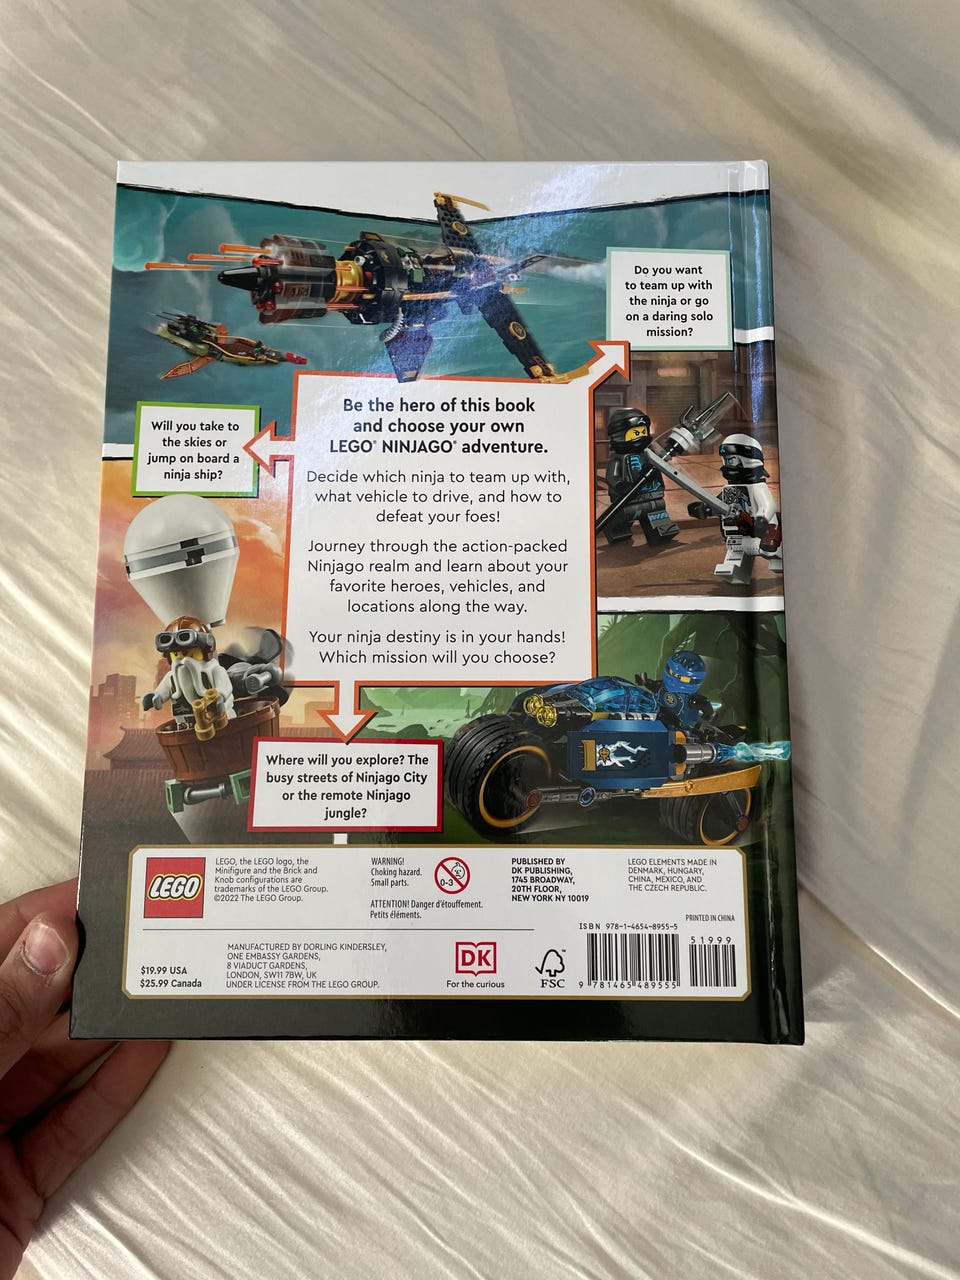 Do you want
to team up with
the ninja or go
on a daring solo
mission?
Be the hero of this book
and choose your own
LEGO® NINJAGO® adventure.
Decide which ninja to team up with,
what vehicle to drive, and how to
defeat your foes!
Journey through the action-packed
Ninjago realm and learn about your
favorite heroes, vehicles, and
locations along the way.
Your ninja destiny is in your hands!
Which mission will you choose?
Will you take to
the skies or
jump on board a
ninja ship?
Where will you explore? The
busy streets of Ninjago City
or the remote Ninjago
jungle?
LEGO
LEGO, the LEGO logo, the
Minifigure and the Brick and
Knob configurations are
trademarks of the LEGO Group.
©2022 The LEGO Group.
WARNING!
Choking hazard.
Small parts.
0-3
ATTENTION! Danger d'étouffement.
Petits éléments.
PUBLISHED BY
DK PUBLISHING,
1745 BROADWAY,
20TH FLOOR,
NEW YORK NY 10019
LEGO ELEMENTS MADE IN
DENMARK, HUNGARY,
CHINA, MEXICO, AND
THE CZECH REPUBLIC.
PRINTED IN CHINA
$19.99 USA
$25.99 Canada
MANUFACTURED BY DORLING KINDERSLEY,
ONE EMBASSY GARDENS,
8 VIADUCT GARDENS,
LONDON, SW11 7BW, UK
UNDER LICENSE FROM THE LEGO GROUP.
DK
For the curious
FSC
™
ISBN 978-1-4654-8955-5
51999
9 781465 489555